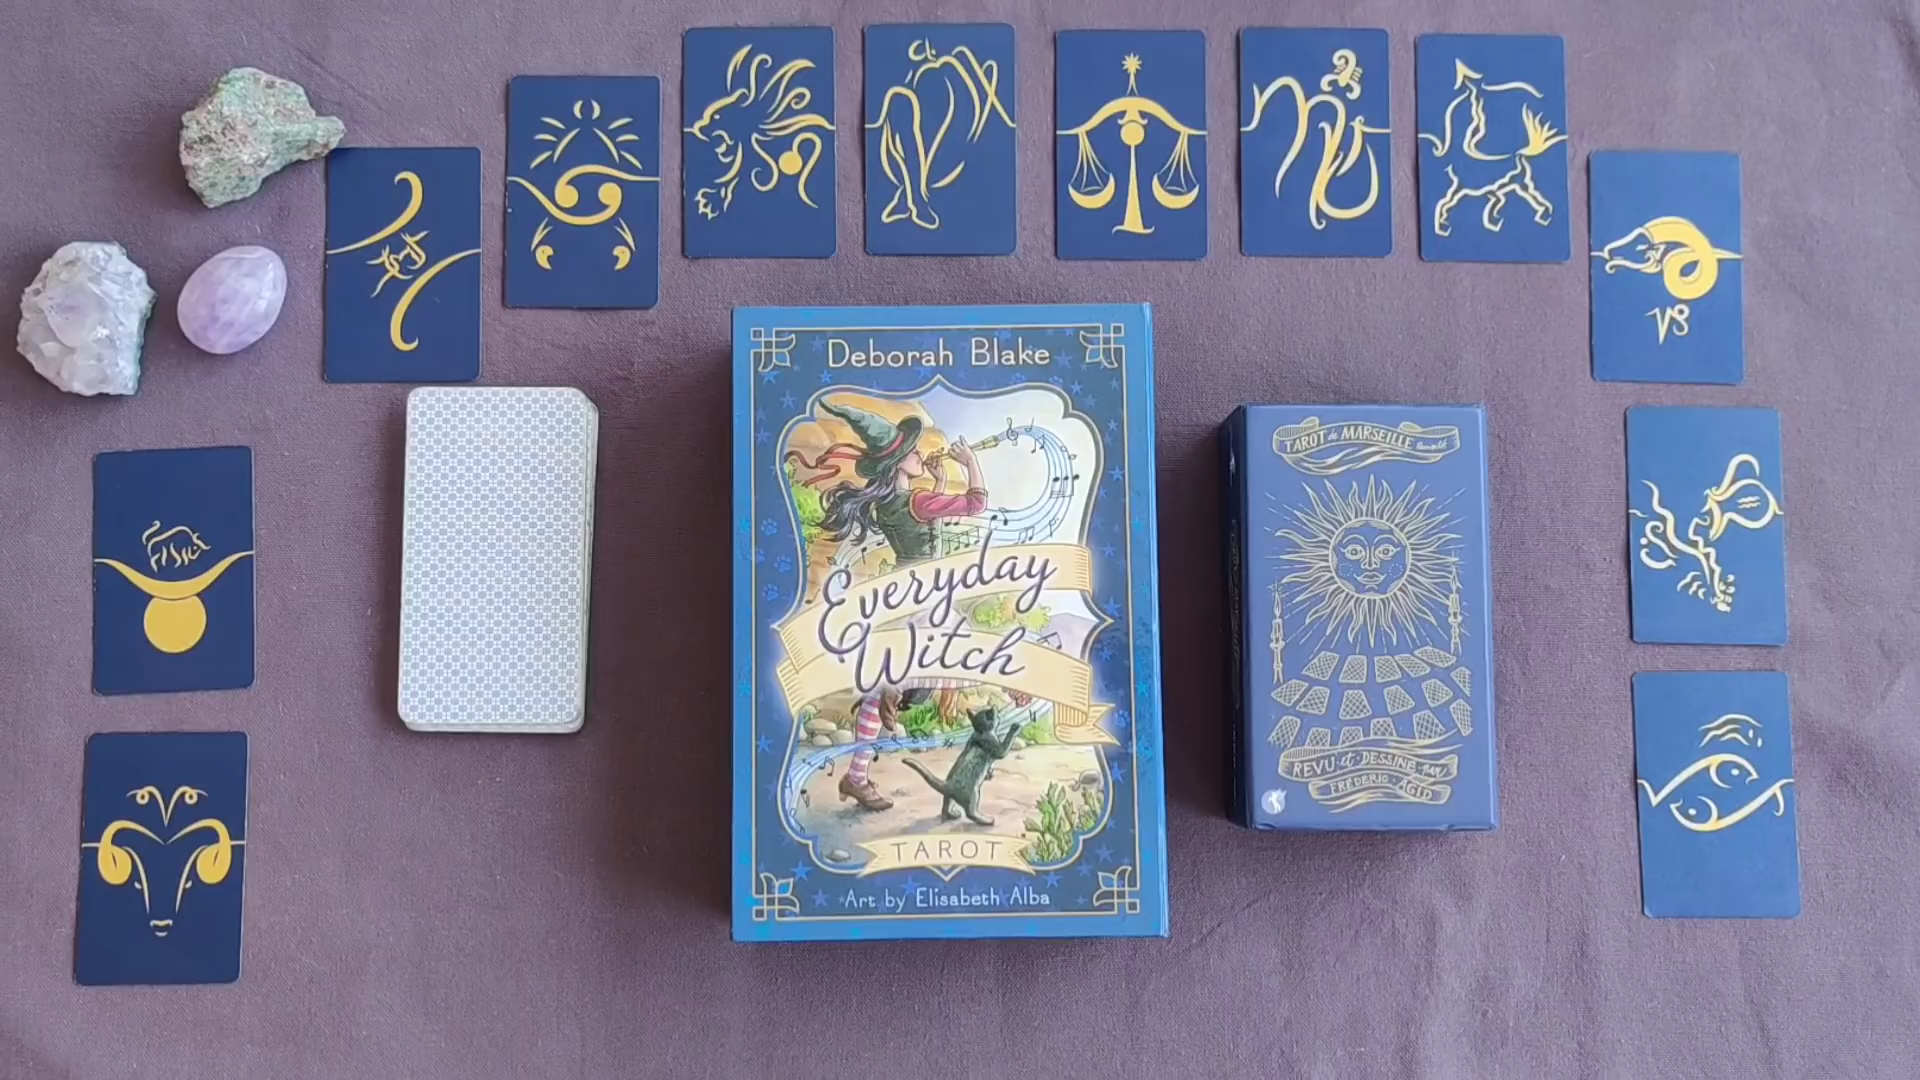 Deborah Blake
Everyday
Witch
TAROT
Art by Elisabeth Alba
TAROT de MARSEILLE
REVU et DESSINÉ par
FRÉDÉRIC AGID